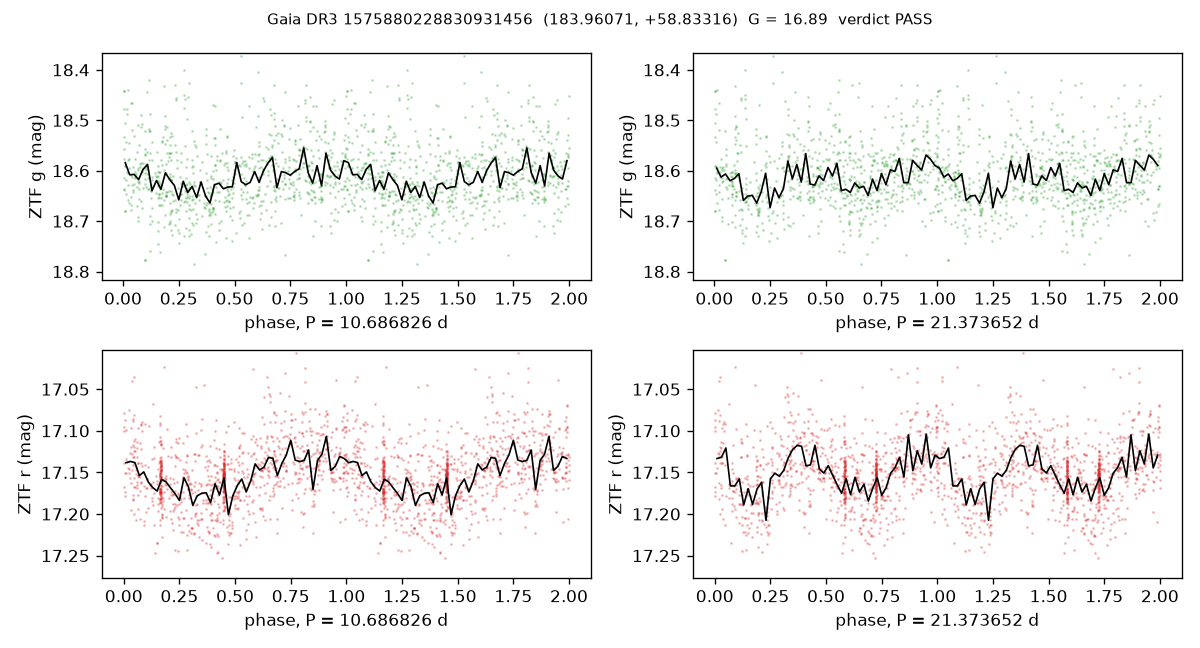 Gaia DR3 1575880228830931456  (183.96071, +58.83316)  G = 16.89  verdict PASS
ZTF g (mag)
18.4
18.5
18.6
18.7
18.8
0.00 0.25 0.50 0.75 1.00 1.25 1.50 1.75 2.00
phase, P = 10.686826 d
ZTF g (mag)
18.4
18.5
18.6
18.7
18.8
0.00 0.25 0.50 0.75 1.00 1.25 1.50 1.75 2.00
phase, P = 21.373652 d
ZTF r (mag)
17.05
17.10
17.15
17.20
17.25
0.00 0.25 0.50 0.75 1.00 1.25 1.50 1.75 2.00
phase, P = 10.686826 d
ZTF r (mag)
17.05
17.10
17.15
17.20
17.25
0.00 0.25 0.50 0.75 1.00 1.25 1.50 1.75 2.00
phase, P = 21.373652 d